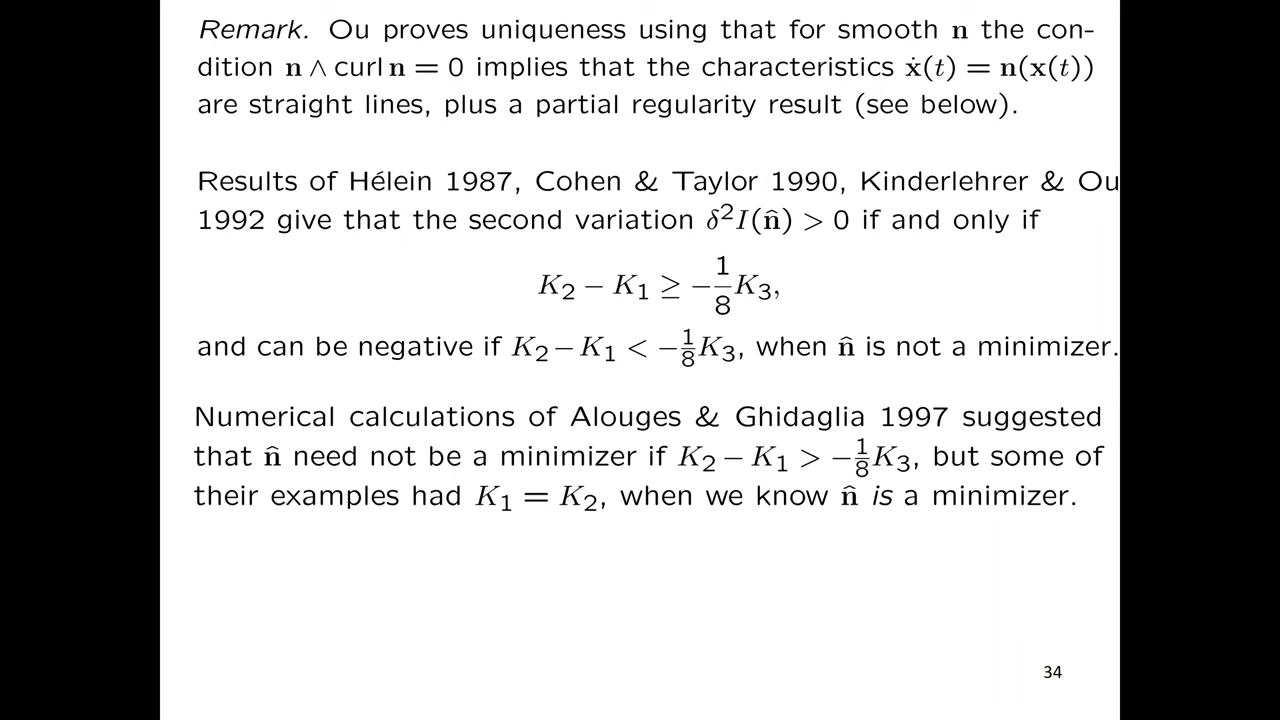 Remark. Ou proves uniqueness using that for smooth n the con-
dition n ∧ curl n = 0 implies that the characteristics ẋ(t) = n(x(t))
are straight lines, plus a partial regularity result (see below).
Results of Hélein 1987, Cohen & Taylor 1990, Kinderlehrer & Ou
1992 give that the second variation δ²I(n̂) > 0 if and only if
K₂ − K₁ ≥ −1/8 K₃,
and can be negative if K₂ − K₁ < −1/8 K₃, when n̂ is not a minimizer.
Numerical calculations of Alouges & Ghidaglia 1997 suggested
that n̂ need not be a minimizer if K₂ − K₁ > −1/8 K₃, but some of
their examples had K₁ = K₂, when we know n̂ is a minimizer.
34